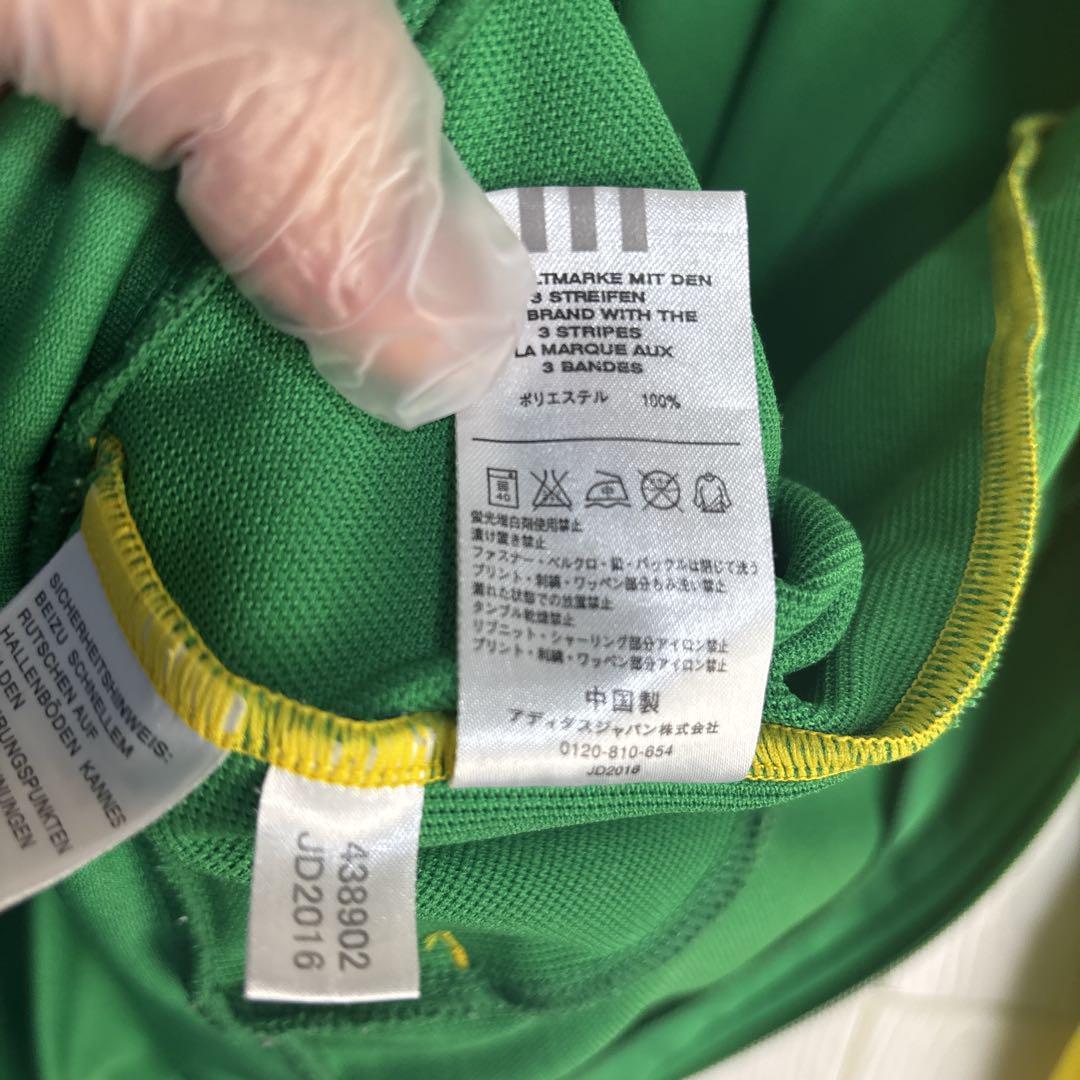 LTMARKE MIT DEN
3 STREIFEN
BRAND WITH THE
3 STRIPES
LA MARQUE AUX
3 BANDES
ポリエステル 100%
弱
40
中
蛍光増白剤使用禁止
漬け置き禁止
ファスナー・ベルクロ・釦・バックルは閉じて洗う
プリント・刺繍・ワッペン部分もみ洗い禁止
濡れた状態での放置禁止
タンブル乾燥禁止
リブニット・シャーリング部分アイロン禁止
プリント・刺繍・ワッペン部分アイロン禁止
中国製
アディダスジャパン株式会社
0120-810-654
JD2016
SICHERHEITSHINWEIS-
BEIZU SCHNELLEM
RUTSCHEN AUF
HALLENBÖDEN KANNES
DEN
UNGSPUNKTEN
NUNGEN
438902
JD2016